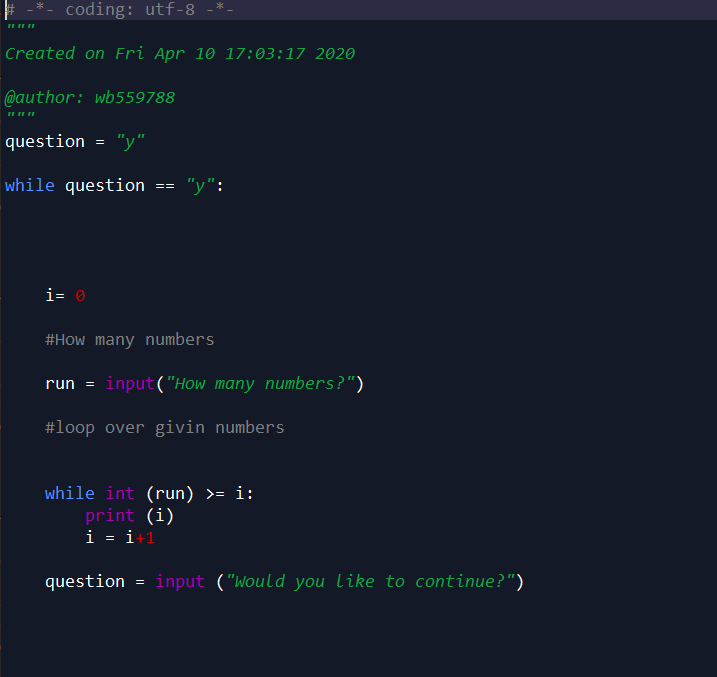 # -*- coding: utf-8 -*-
"""
Created on Fri Apr 10 17:03:17 2020
@author: wb559788
"""
question = "y"
while question == "y":
i= 0
#How many numbers
run = input("How many numbers?")
#loop over givin numbers
while int (run) >= i:
print (i)
i = i+1
question = input ("Would you like to continue?")